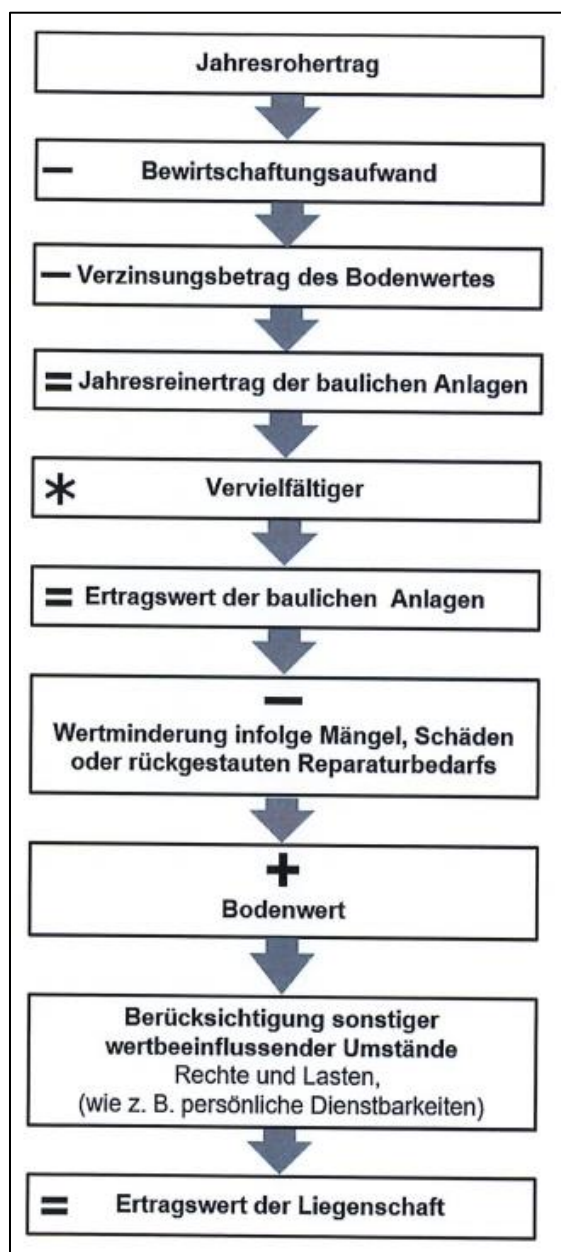 Jahresrohertrag
− Bewirtschaftungsaufwand
− Verzinsungsbetrag des Bodenwertes
= Jahresreinertrag der baulichen Anlagen
* Vervielfältiger
= Ertragswert der baulichen Anlagen
−
Wertminderung infolge Mängel, Schäden
oder rückgestauten Reparaturbedarfs
+
Bodenwert
Berücksichtigung sonstiger
wertbeeinflussender Umstände
Rechte und Lasten,
(wie z. B. persönliche Dienstbarkeiten)
= Ertragswert der Liegenschaft